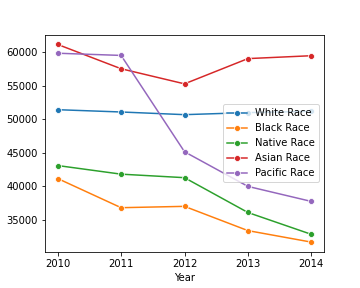 60000
55000
50000
45000
40000
35000
White Race
Black Race
Native Race
Asian Race
Pacific Race
2010 2011 2012 2013 2014
Year